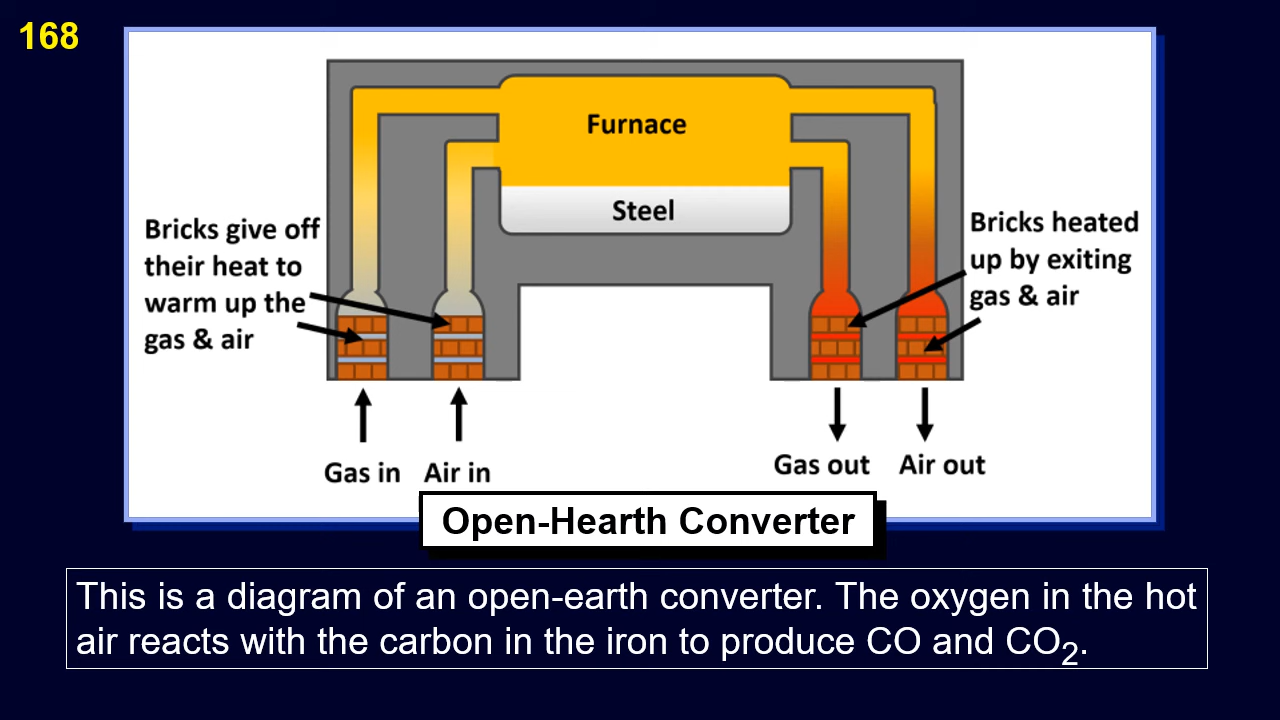 168
Furnace
Steel
Bricks give off
their heat to
warm up the
gas & air
Bricks heated
up by exiting
gas & air
Gas in
Air in
Gas out
Air out
Open-Hearth Converter
This is a diagram of an open-earth converter. The oxygen in the hot
air reacts with the carbon in the iron to produce CO and CO₂.